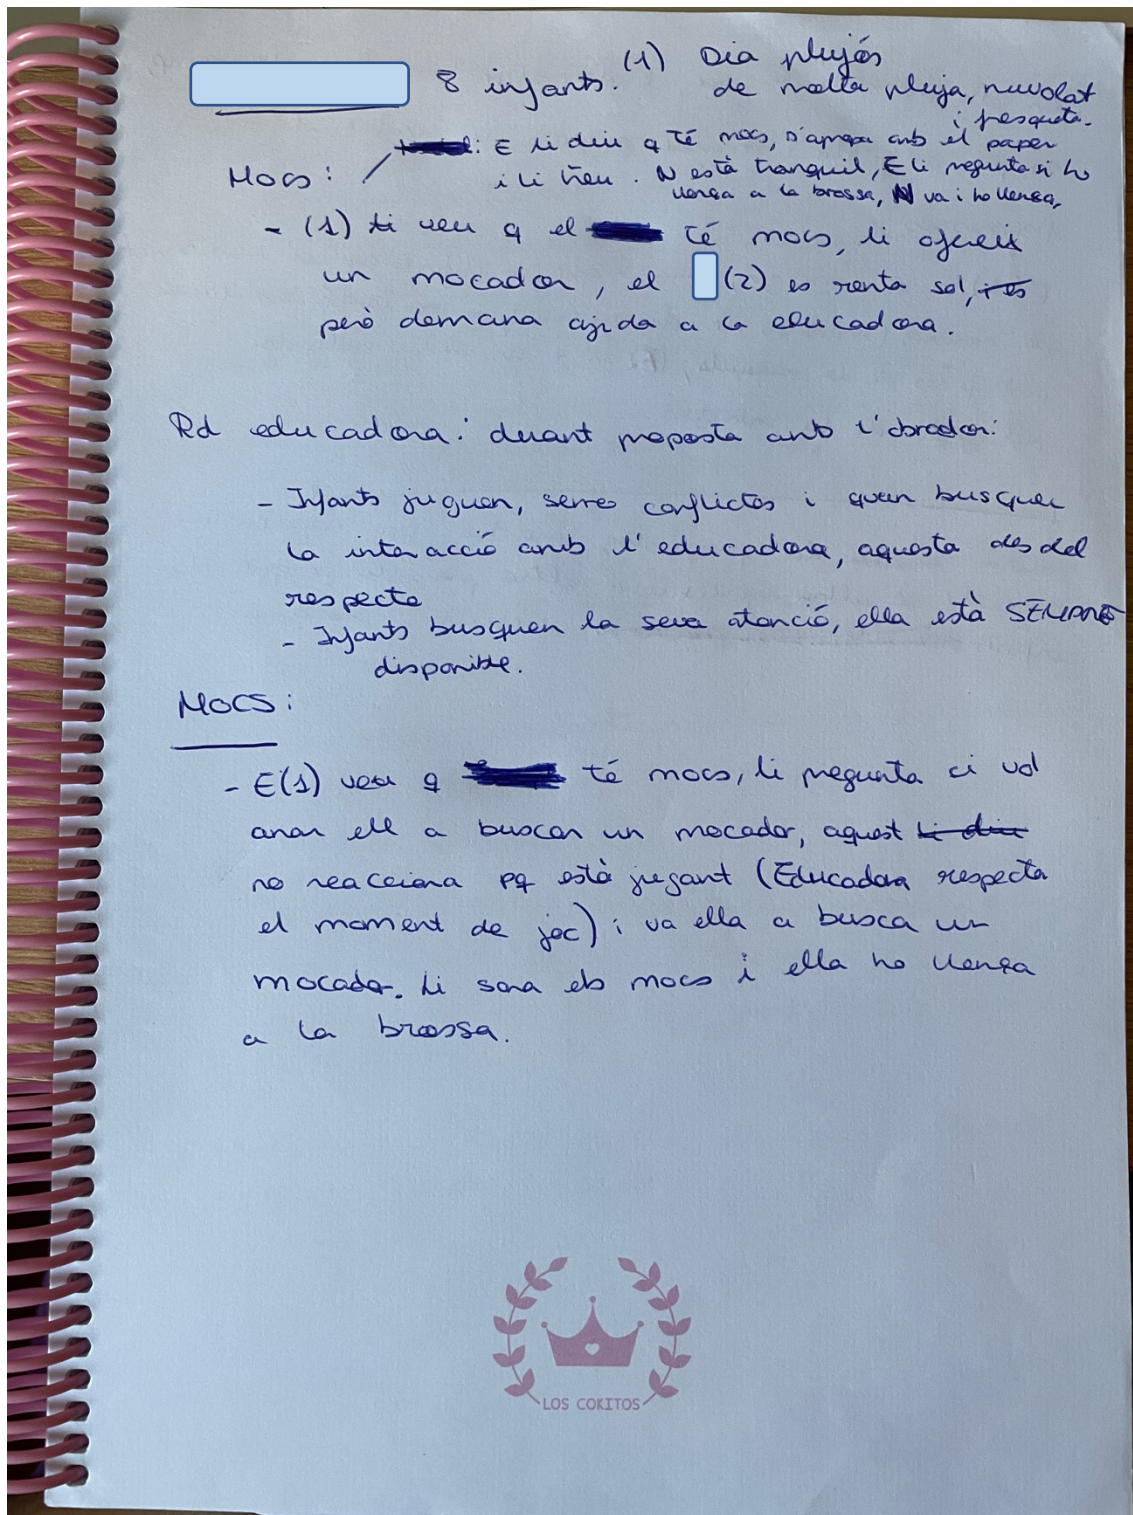 8 infants. (1) Dia plujós
de molta pluja, nuvolat
i fresqueta.
: E li diu q té mocs, s'apropa amb el paper
Mocs: i li treu. N està tranquil, E li pregunta si ho
llença a la brossa, N va i ho llença,
- (1) li veu q el té mocs, li ofereix
un mocador, el (2) es renta sol, i es
però demana ajuda a la educadora.
Rd educadora: durant proposta amb l'obrador:
- Infants juguen, sense conflictes i quan busquen
la interacció amb l'educadora, aquesta des del
respecte
- Infants busquen la seva atenció, ella està SEMPRE
disponible.
MOCS:
- E(1) veu q té mocs, li pregunta ci vol
anar ell a buscar un mocador, aquest li diu
no reacciona pq està jugant (Educadora respecta
el moment de joc) i va ella a busca un
mocador. Li sona els mocs i ella ho llença
a la brossa.
LOS COKITOS